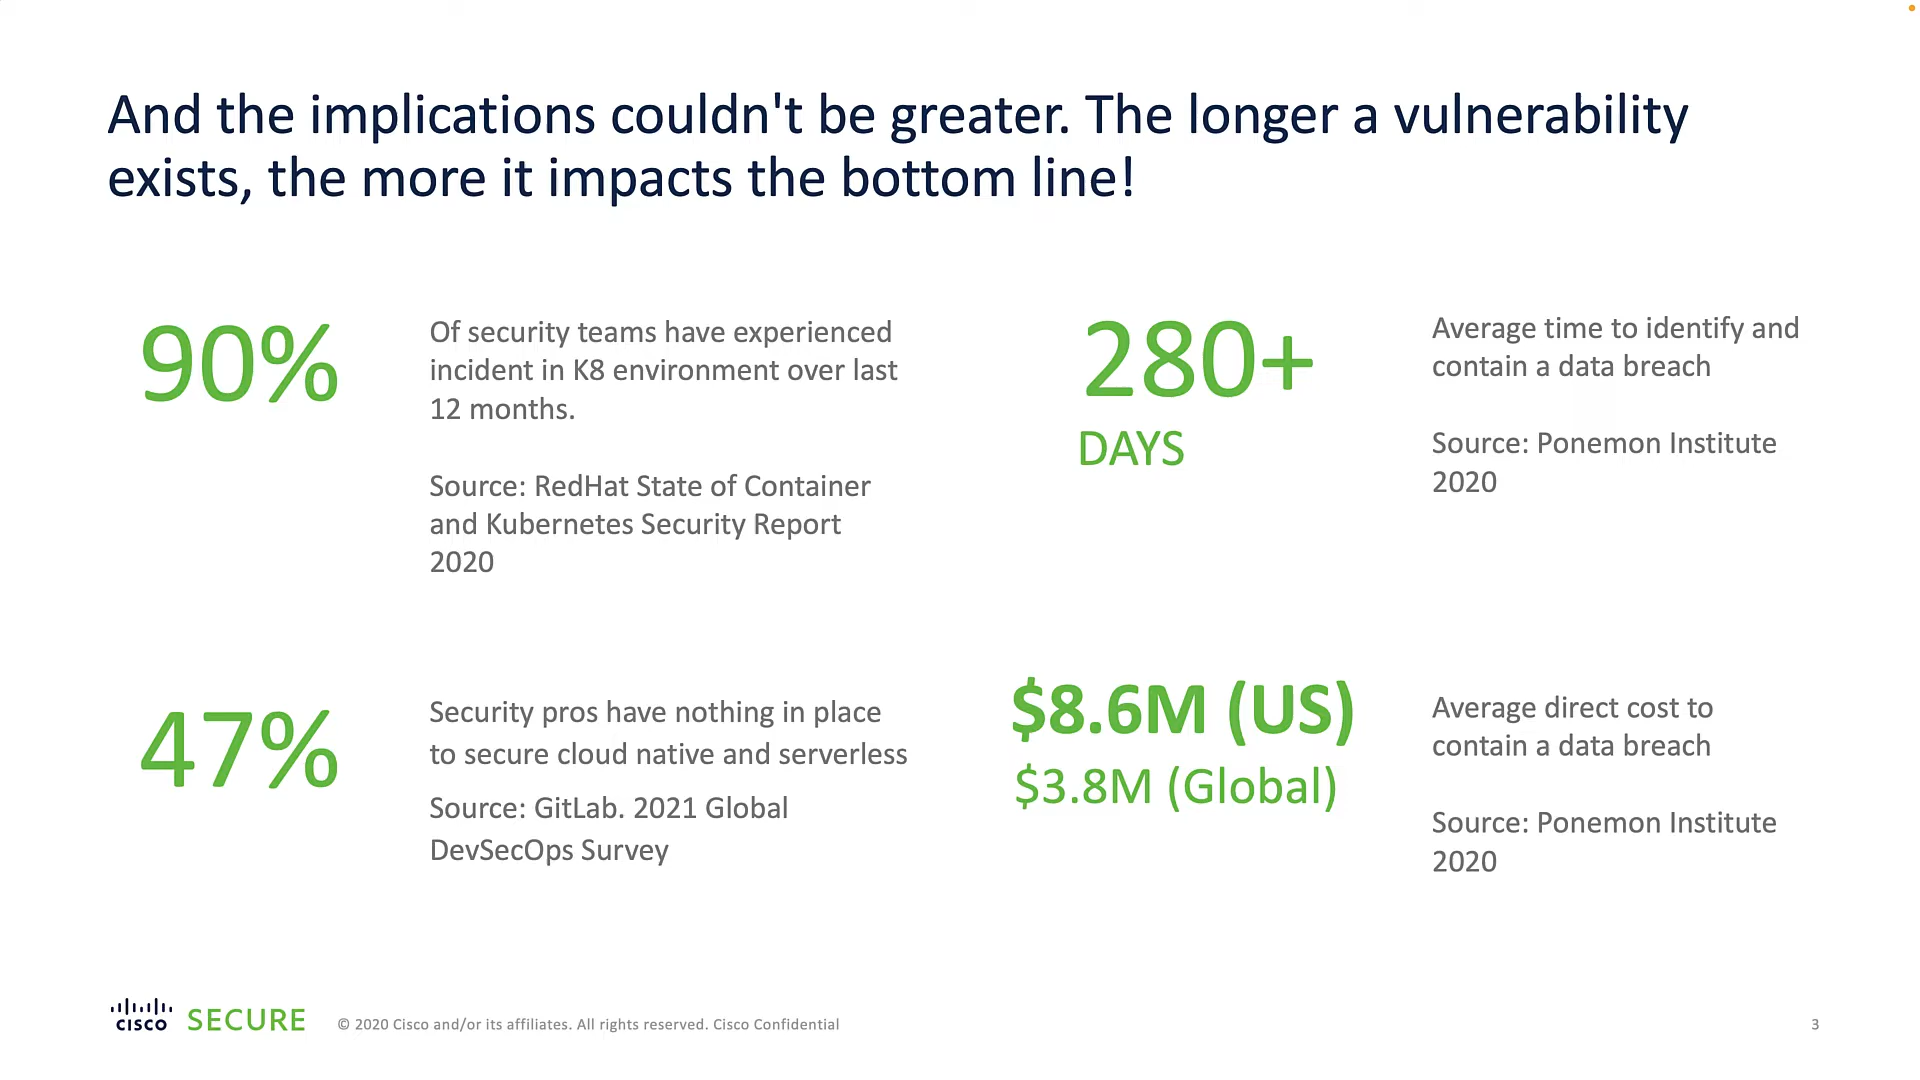 And the implications couldn't be greater. The longer a vulnerability
exists, the more it impacts the bottom line!
90%
Of security teams have experienced
incident in K8 environment over last
12 months.
Source: RedHat State of Container
and Kubernetes Security Report
2020
280+
DAYS
Average time to identify and
contain a data breach
Source: Ponemon Institute
2020
47%
Security pros have nothing in place
to secure cloud native and serverless
Source: GitLab. 2021 Global
DevSecOps Survey
$8.6M (US)
$3.8M (Global)
Average direct cost to
contain a data breach
Source: Ponemon Institute
2020
CISCO SECURE
© 2020 Cisco and/or its affiliates. All rights reserved. Cisco Confidential
3